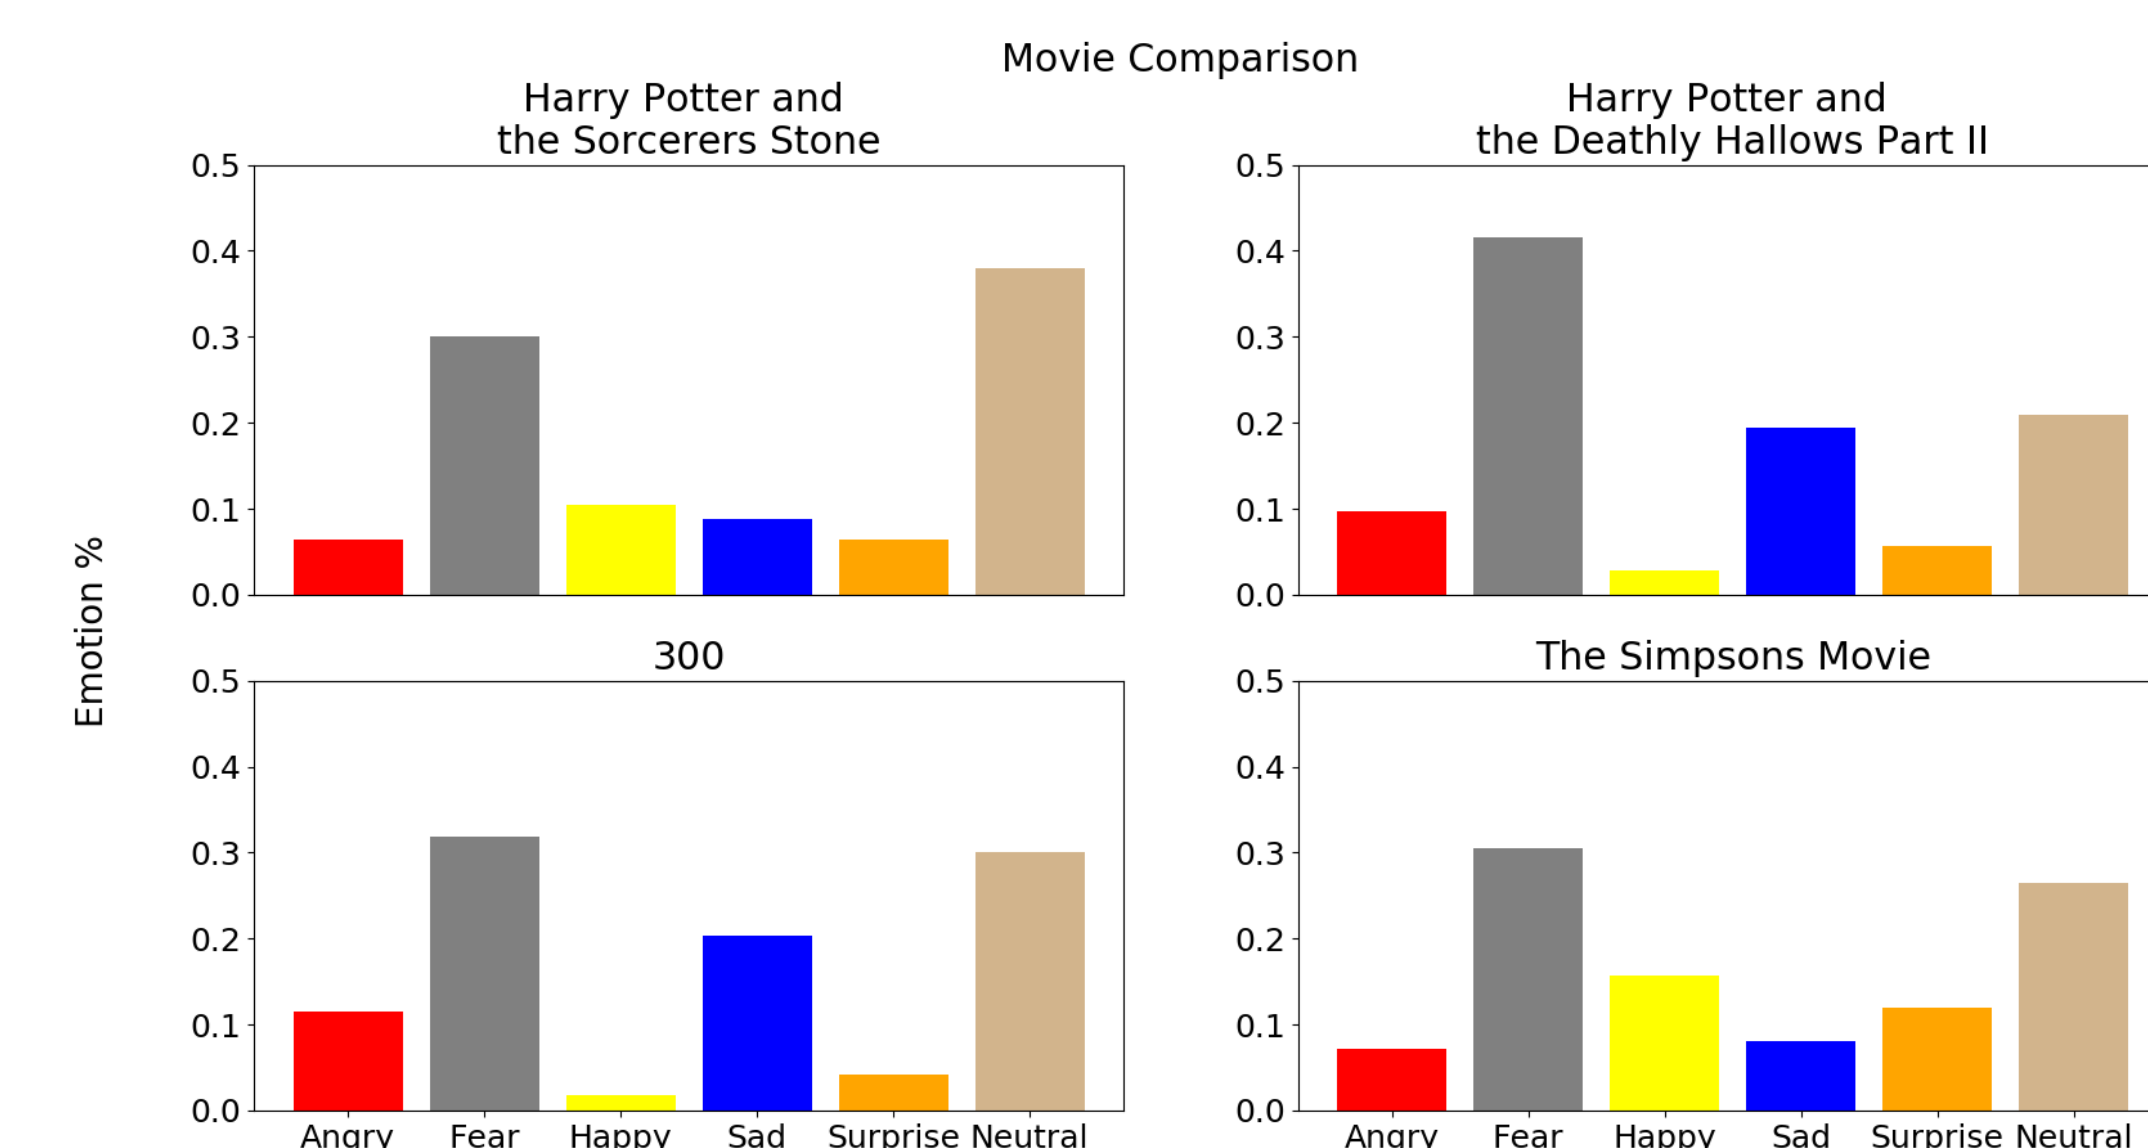 Movie Comparison
Harry Potter and
the Sorcerers Stone
0.5
0.4
0.3
0.2
0.1
0.0
Harry Potter and
the Deathly Hallows Part II
0.5
0.4
0.3
0.2
0.1
0.0
Emotion %
300
0.5
0.4
0.3
0.2
0.1
0.0
Angry Fear Happy Sad Surprise Neutral
The Simpsons Movie
0.5
0.4
0.3
0.2
0.1
0.0
Angry Fear Happy Sad Surprise Neutral